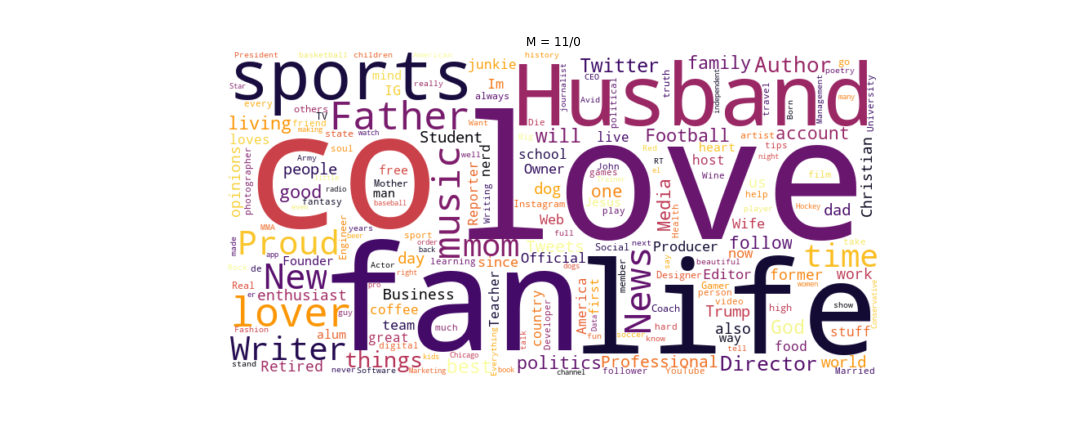 M = 11/0
President
basketball
children
history
Star
sports
junkie
Husband
Twitter
family
Author
go
poetry
mind
IG
really
Im
always
journalist
CEO
Avid
political
truth
independent
travel
Born
Management
many
University
every
others
TV
Father
Want
Die
living
friend
making
state
watch
Student
will
live
Football
Red
artist
account
loves
soul
well
school
heart
tips
night
opinions
photographer
Army
people
free
music
nerd
Owner
John
games
RT
el
host
Wine
film
Christian
co
love
good
radio
fantasy
Mother
man
baseball
Reporter
Writing
dog
one
Instagram
Jesus
play
Media
Health
us
help
player
Hockey
dad
MMA
years
beer
Engineer
sport
order
back
Web
full
Wife
made
Proud
app
mom
tweets
Social
next
Producer
follow
now
time
take
de
Founder
Actor
day
right
learning
since
Official
dogs
member
say
beautiful
Designer
Editor
former
work
women
New
fan
life
News
Real
er
enthusiast
guy
pro
Business
Teacher
country
Developer
America
first
Data
Gamer
person
video
high
show
Conservative
lover
coffee
team
much
Coach
Trump
God
Fashion
alum
great
digital
talk
fun
soccer
hard
know
also
way
tell
food
stuff
Writer
things
kids
Chicago
Everything
politics
Professional
Director
world
stand
Retired
never
Software
Marketing
best
book
channel
follower
YouTube
Married